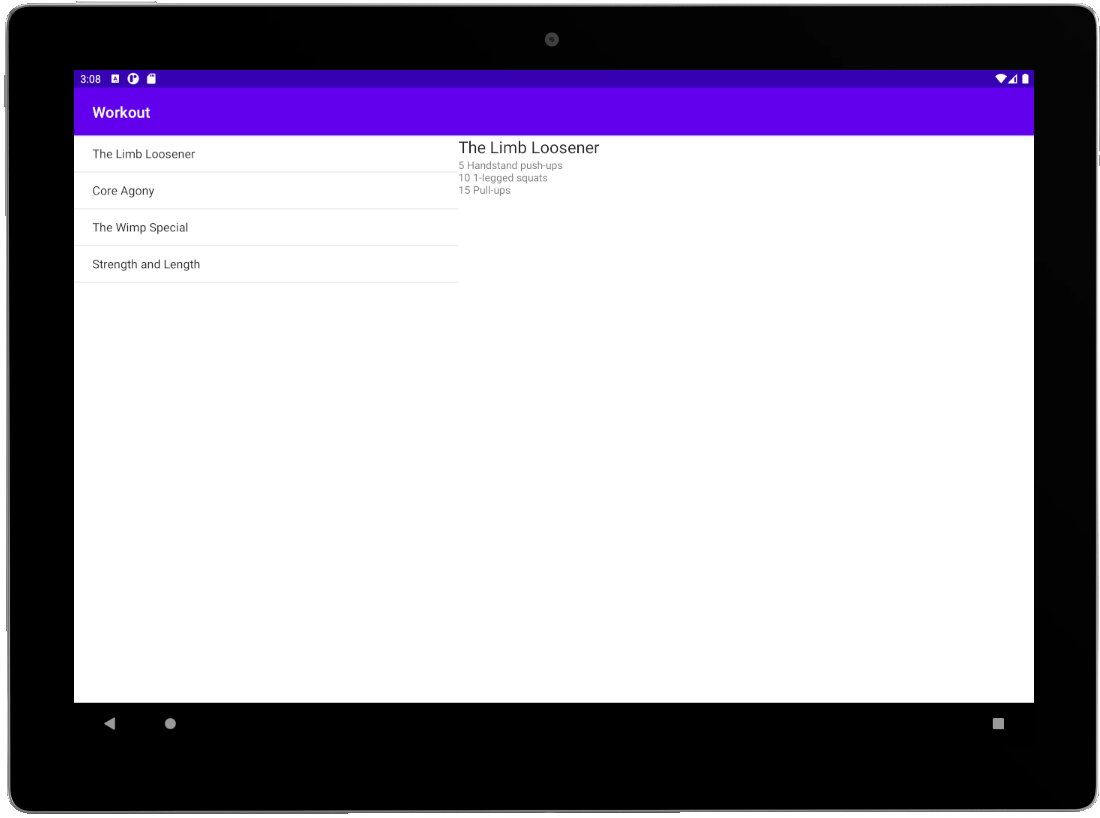 3:08
Workout
The Limb Loosener
Core Agony
The Wimp Special
Strength and Length
The Limb Loosener
5 Handstand push-ups
10 1-legged squats
15 Pull-ups